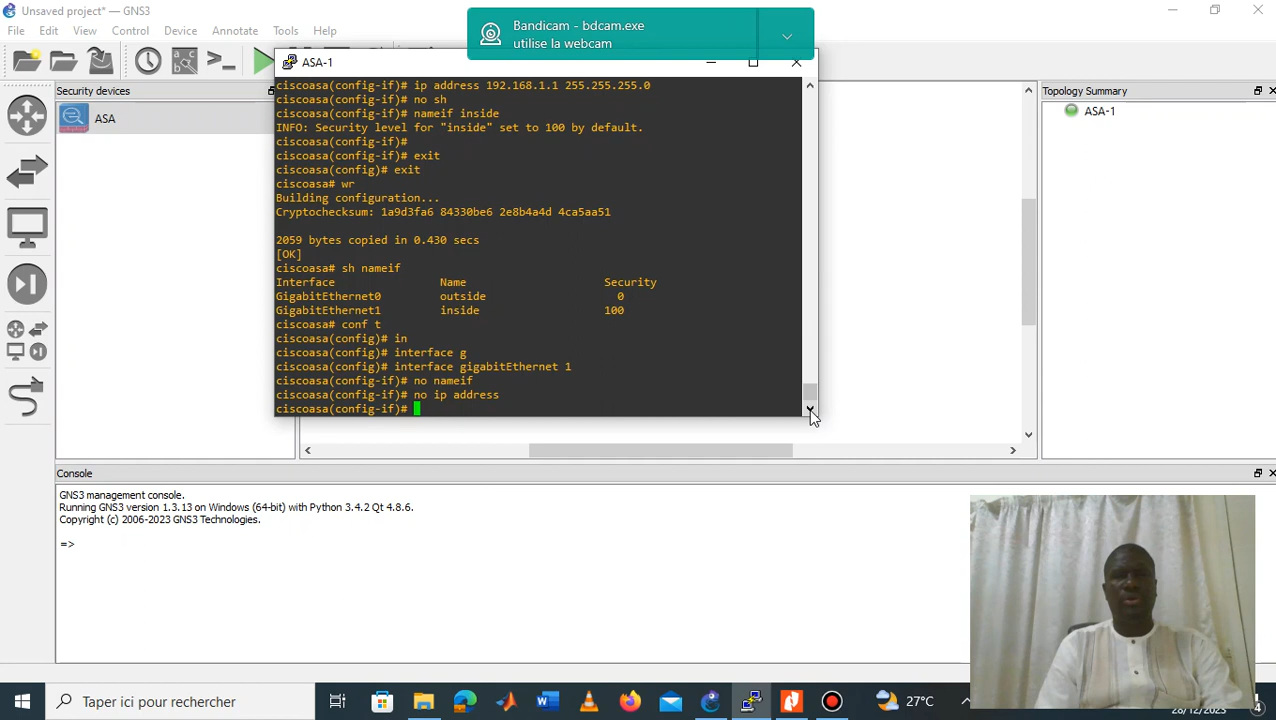 Unsaved project* — GNS3
File Edit View Control Device Annotate Tools Help
Bandicam - bdcam.exe
utilise la webcam
Security devices
ASA
ASA-1
ciscoasa(config-if)# ip address 192.168.1.1 255.255.255.0
ciscoasa(config-if)# no sh
ciscoasa(config-if)# nameif inside
INFO: Security level for "inside" set to 100 by default.
ciscoasa(config-if)#
ciscoasa(config-if)# exit
ciscoasa(config)# exit
ciscoasa# wr
Building configuration...
Cryptochecksum: 1a9d3fa6 84330be6 2e8b4a4d 4ca5aa51
2059 bytes copied in 0.430 secs
[OK]
ciscoasa# sh nameif
Interface Name Security
GigabitEthernet0 outside 0
GigabitEthernet1 inside 100
ciscoasa# conf t
ciscoasa(config)# in
ciscoasa(config)# interface g
ciscoasa(config)# interface gigabitEthernet 1
ciscoasa(config-if)# no nameif
ciscoasa(config-if)# no ip address
ciscoasa(config-if)#
Topology Summary
ASA-1
Console
GNS3 management console.
Running GNS3 version 1.3.13 on Windows (64-bit) with Python 3.4.2 Qt 4.8.6.
Copyright (c) 2006-2023 GNS3 Technologies.
=>
Taper ici pour rechercher
27°C
28/12/2023
4